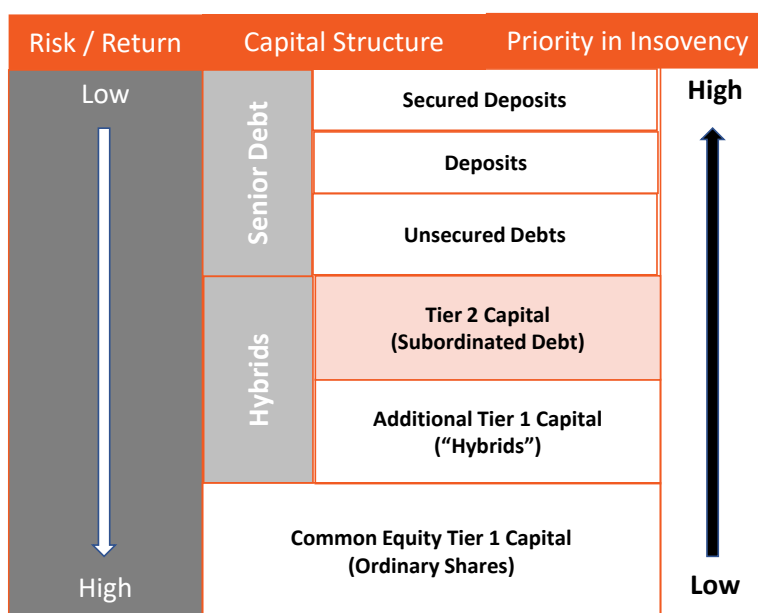 Risk / Return
Capital Structure
Priority in Insovency
Low
High
Senior Debt
Hybrids
Secured Deposits
Deposits
Unsecured Debts
Tier 2 Capital
(Subordinated Debt)
Additional Tier 1 Capital
(“Hybrids”)
Common Equity Tier 1 Capital
(Ordinary Shares)
High
Low